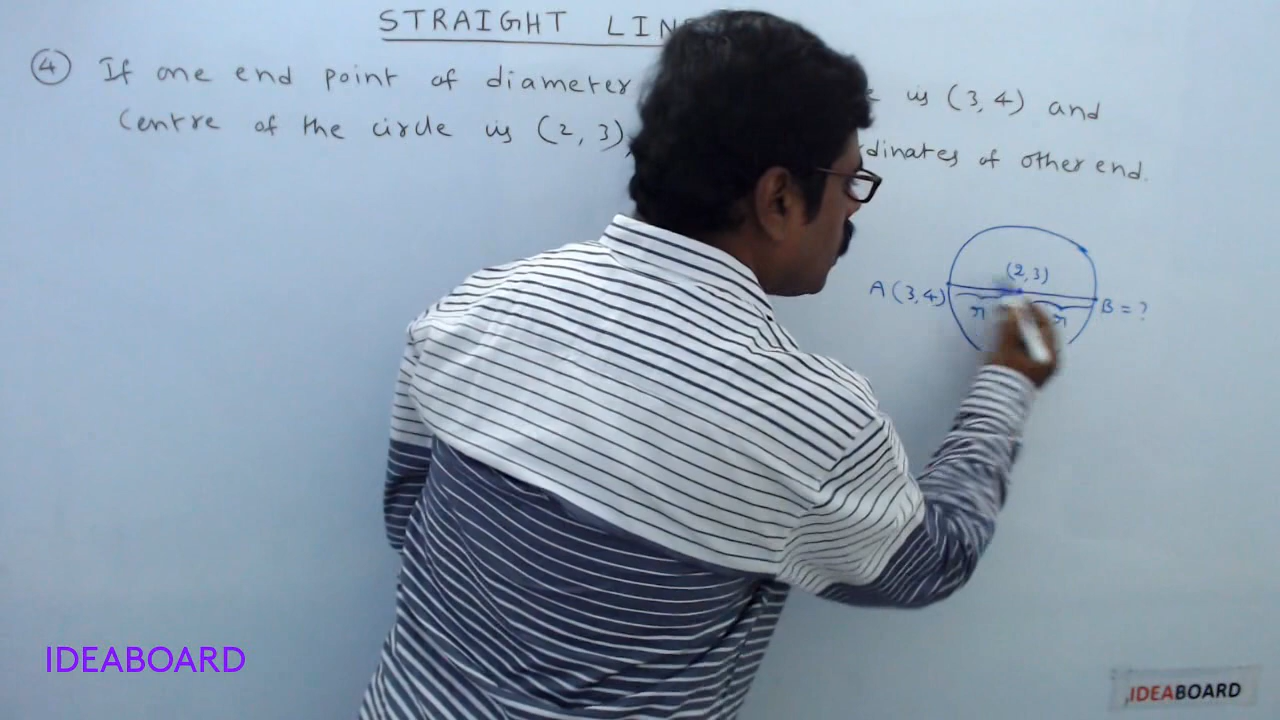 STRAIGHT LIN
④ If one end point of diameter is (3, 4) and
Centre of the circle is (2, 3), dinates of other end.
(2, 3)
A (3, 4) B = ?
r r
IDEABOARD
IDEABOARD